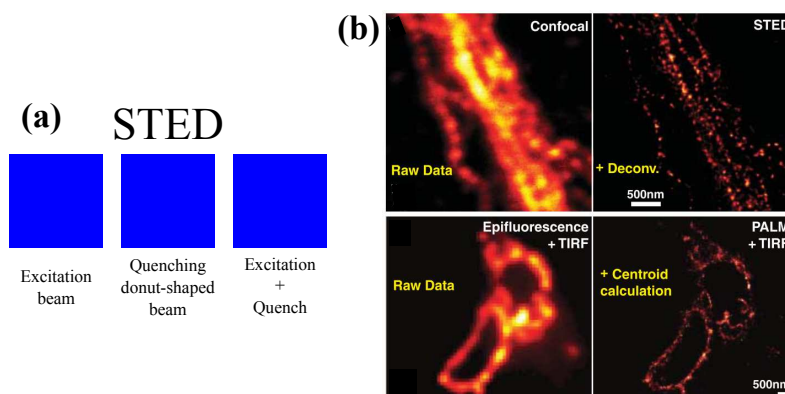 (a)
STED
Excitation
beam
Quenching
donut-shaped
beam
Excitation
+
Quench
(b)
Confocal
Raw Data
STED
+ Deconv.
500nm
Epifluorescence
+ TIRF
Raw Data
PALM
+ TIRF
+ Centroid
calculation
500nm